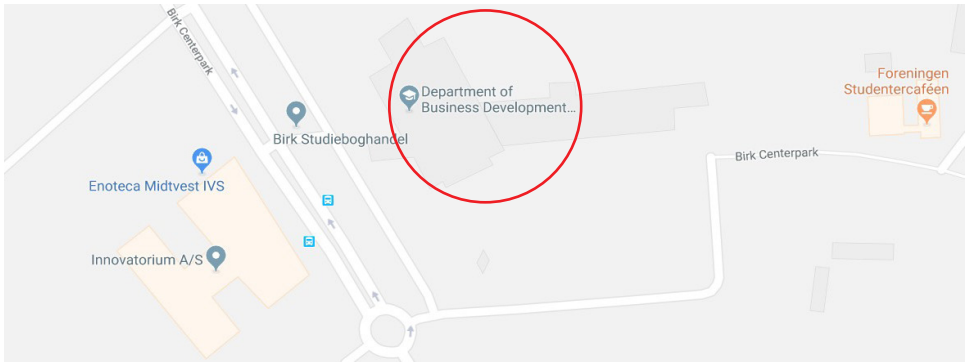 Birk Centerpark
Department of
Business Development...
Foreningen
Studentercaféen
Birk Studieboghandel
Birk Centerpark
Enoteca Midtvest IVS
Innovatorium A/S